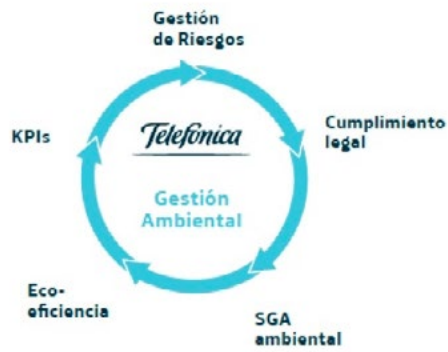 Gestión
de Riesgos
Telefónica
Gestión
Ambiental
Cumplimiento
legal
SGA
ambiental
Eco-
eficiencia
KPIs